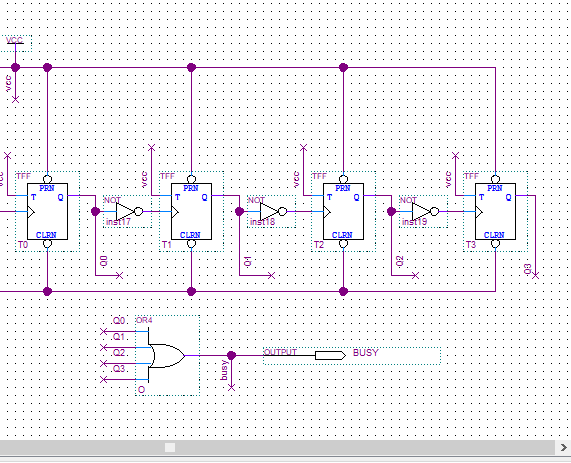 VCC
vcc
TFF
TFF
TFF
TFF
vcc
vcc
vcc
vcc
PRN
PRN
PRN
PRN
T Q
T Q
T Q
T Q
NOT
NOT
NOT
inst17
inst18
inst19
CLRN
CLRN
CLRN
CLRN
T0
T1
T2
T3
Q0
Q1
Q2
Q3
Q0
OR4
Q1
Q2
Q3
O
busy
OUTPUT
BUSY